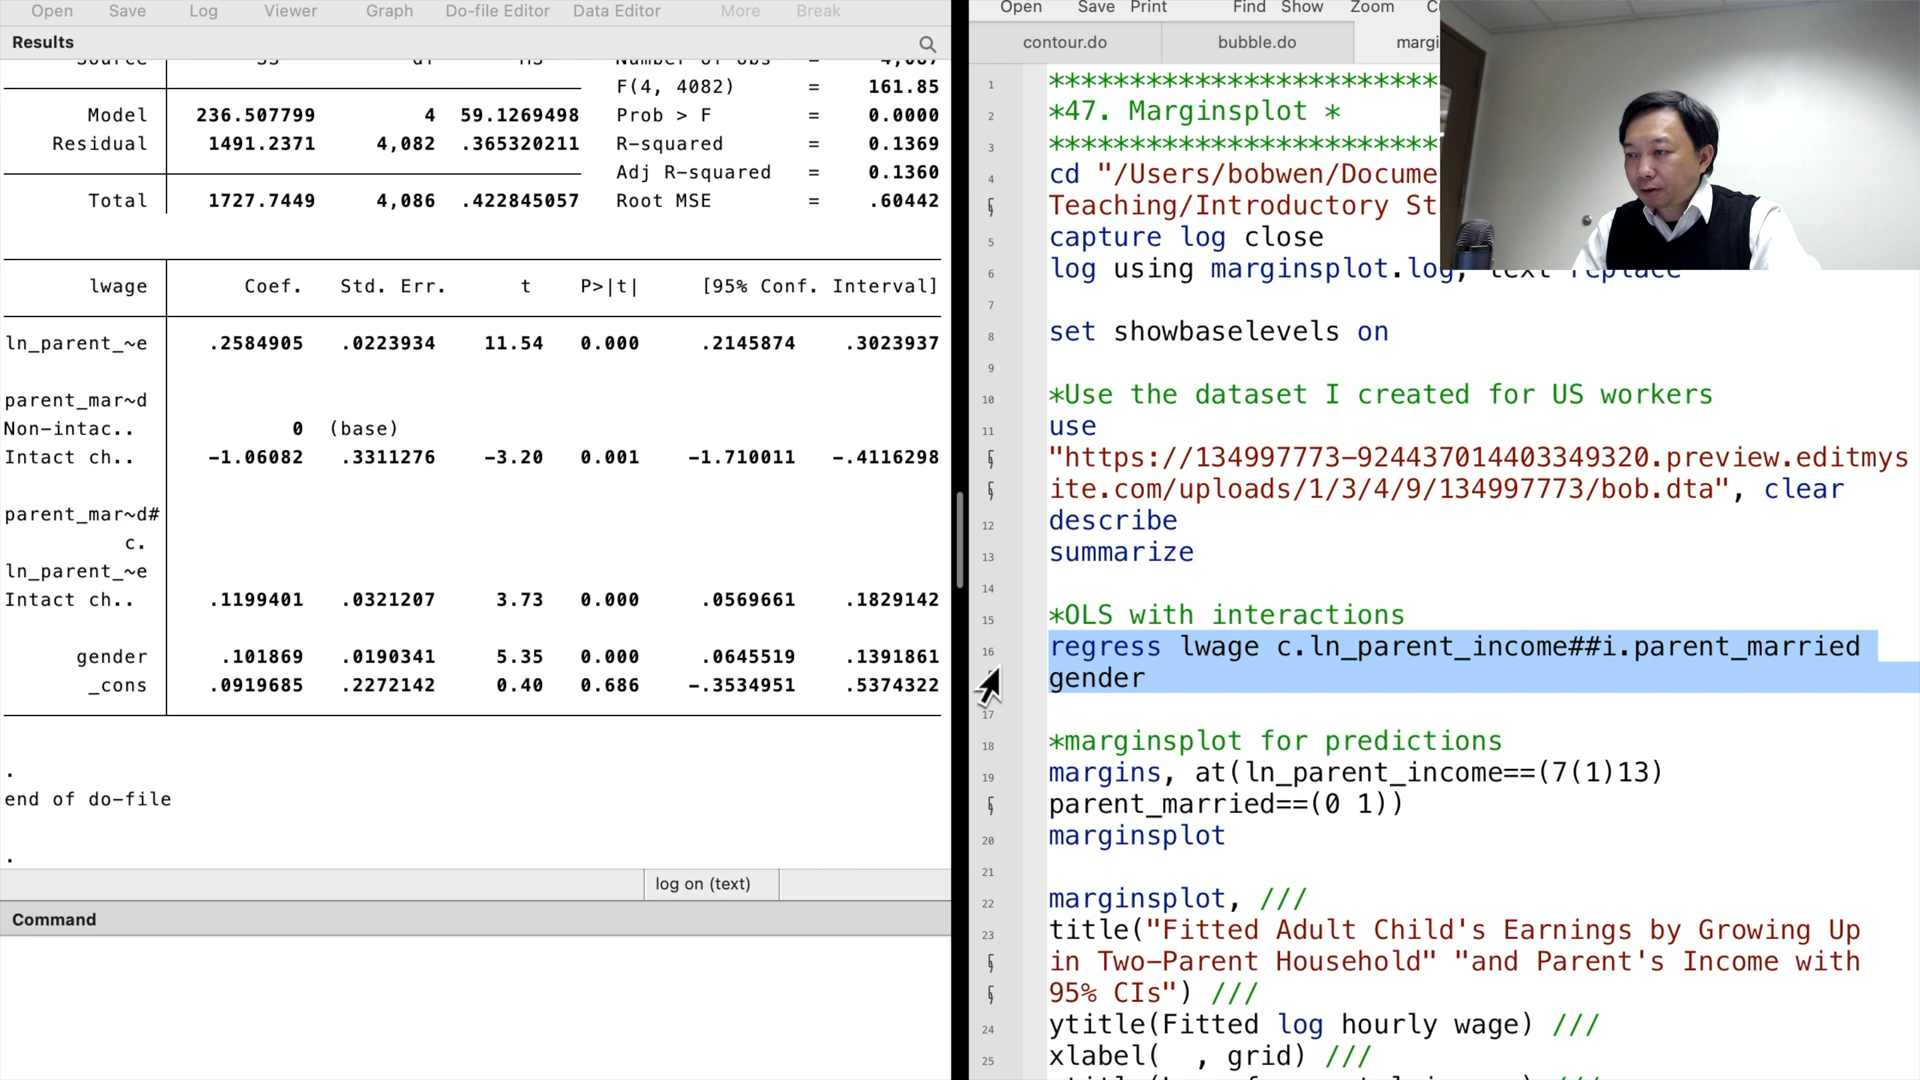 Open Save Log Viewer Graph Do-file Editor Data Editor More Break
Results
Source SS df MS Number of obs = 4,087
F(4, 4082) = 161.85
Model 236.507799 4 59.1269498 Prob > F = 0.0000
Residual 1491.2371 4,082 .365320211 R-squared = 0.1369
Adj R-squared = 0.1360
Total 1727.7449 4,086 .422845057 Root MSE = .60442
lwage Coef. Std. Err. t P>|t| [95% Conf. Interval]
ln_parent_~e .2584905 .0223934 11.54 0.000 .2145874 .3023937
parent_mar~d
Non-intac.. 0 (base)
Intact ch.. -1.06082 .3311276 -3.20 0.001 -1.710011 -.4116298
parent_mar~d#
c.
ln_parent_~e
Intact ch.. .1199401 .0321207 3.73 0.000 .0569661 .1829142
gender .101869 .0190341 5.35 0.000 .0645519 .1391861
_cons .0919685 .2272142 0.40 0.686 -.3534951 .5374322
.
end of do-file
.
log on (text)
Command
Open Save Print Find Show Zoom
contour.do bubble.do margi
1 ************************
2 *47. Marginsplot *
3 ************************
4 cd "/Users/bobwen/Docume
Teaching/Introductory St
5 capture log close
6 log using marginsplot.log, text replace
7
8 set showbaselevels on
9
10 *Use the dataset I created for US workers
11 use
"https://134997773-924437014403349320.preview.editmys
ite.com/uploads/1/3/4/9/134997773/bob.dta", clear
12 describe
13 summarize
14
15 *OLS with interactions
16 regress lwage c.ln_parent_income##i.parent_married
gender
17
18 *marginsplot for predictions
19 margins, at(ln_parent_income==(7(1)13)
parent_married==(0 1))
20 marginsplot
21
22 marginsplot, ///
23 title("Fitted Adult Child's Earnings by Growing Up
in Two-Parent Household" "and Parent's Income with
95% CIs") ///
24 ytitle(Fitted log hourly wage) ///
25 xlabel( , grid) ///